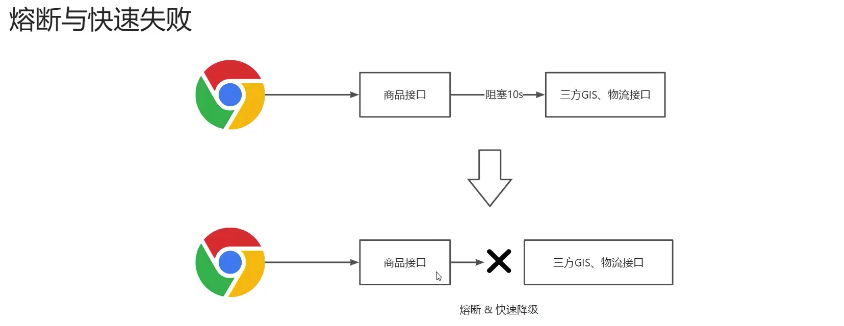 熔断与快速失败
商品接口
阻塞10s
三方GIS、物流接口
商品接口
三方GIS、物流接口
熔断 & 快速降级